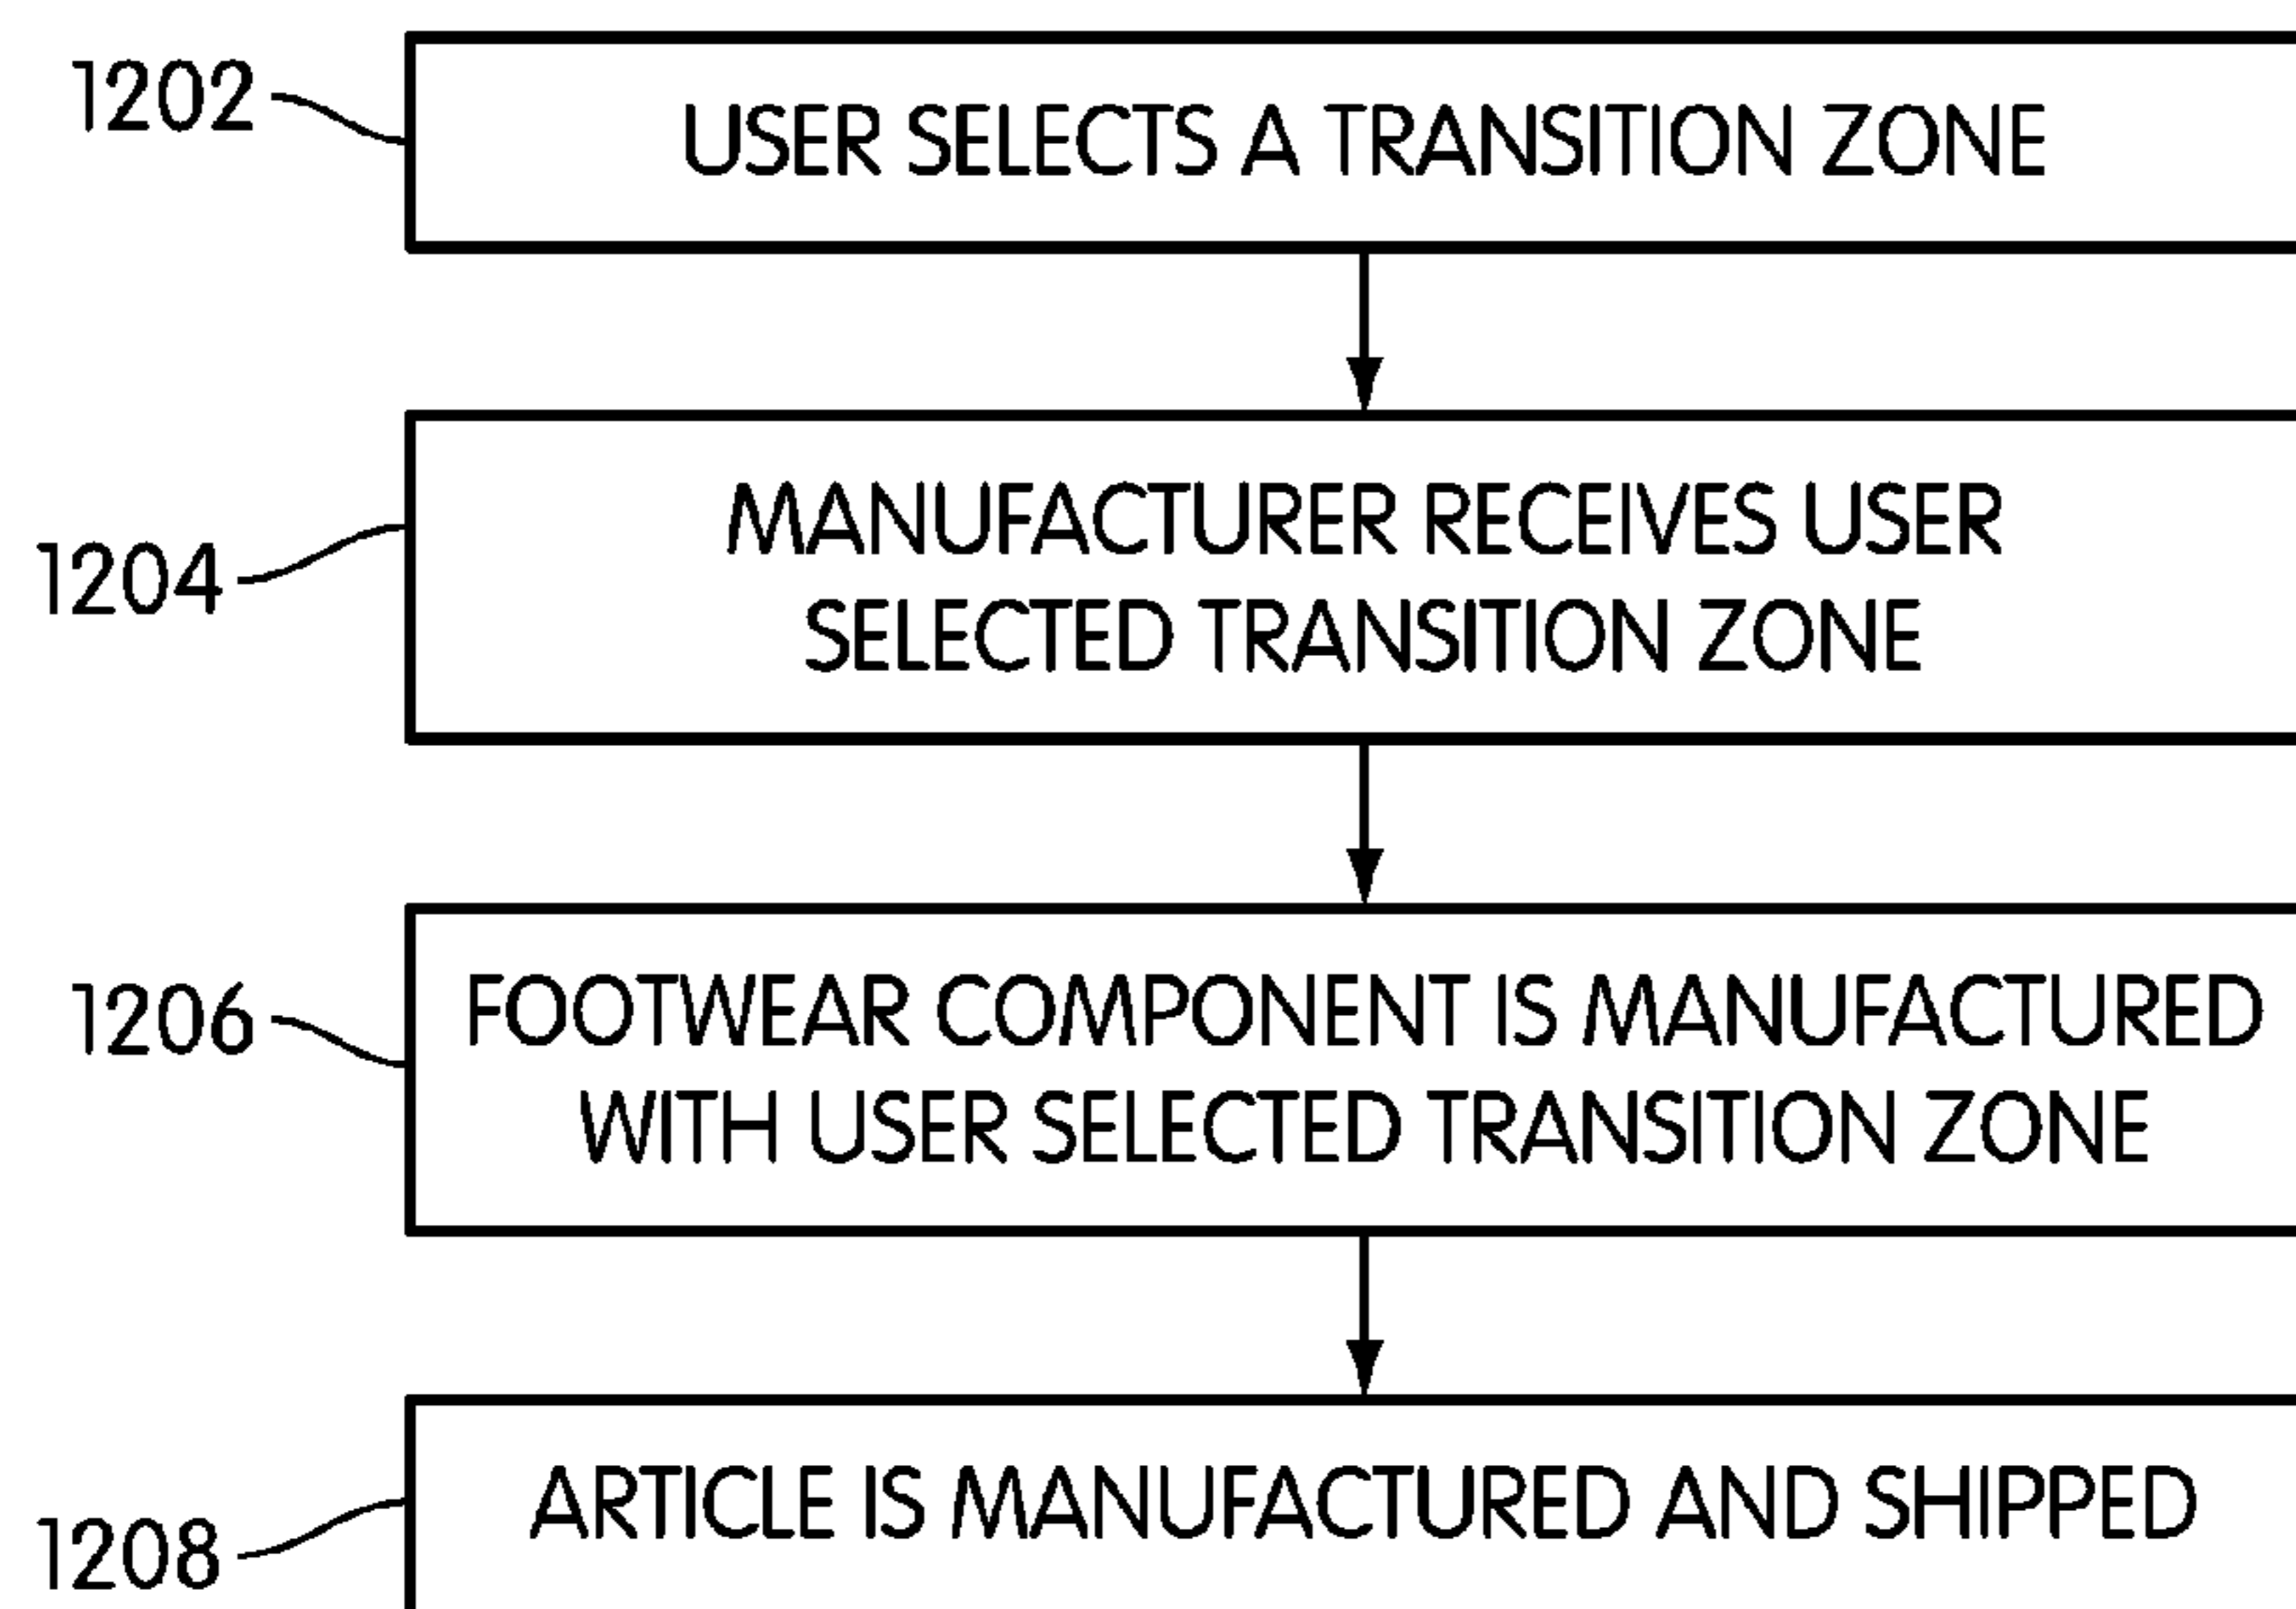 1202
USER SELECTS A TRANSITION ZONE
1204
MANUFACTURER RECEIVES USER
SELECTED TRANSITION ZONE
1206
FOOTWEAR COMPONENT IS MANUFACTURED
WITH USER SELECTED TRANSITION ZONE
1208
ARTICLE IS MANUFACTURED AND SHIPPED